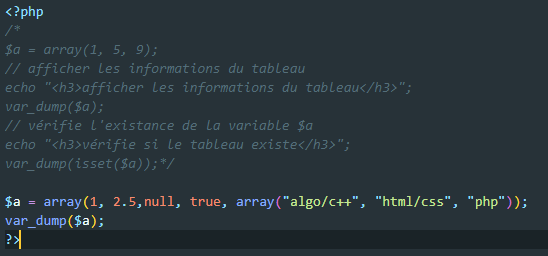 <?php
/*
$a = array(1, 5, 9);
// afficher les informations du tableau
echo "<h3>afficher les informations du tableau</h3>";
var_dump($a);
// vérifie l'existance de la variable $a
echo "<h3>vérifie si le tableau existe</h3>";
var_dump(isset($a));*/

$a = array(1, 2.5,null, true, array("algo/c++", "html/css", "php"));
var_dump($a);
?>